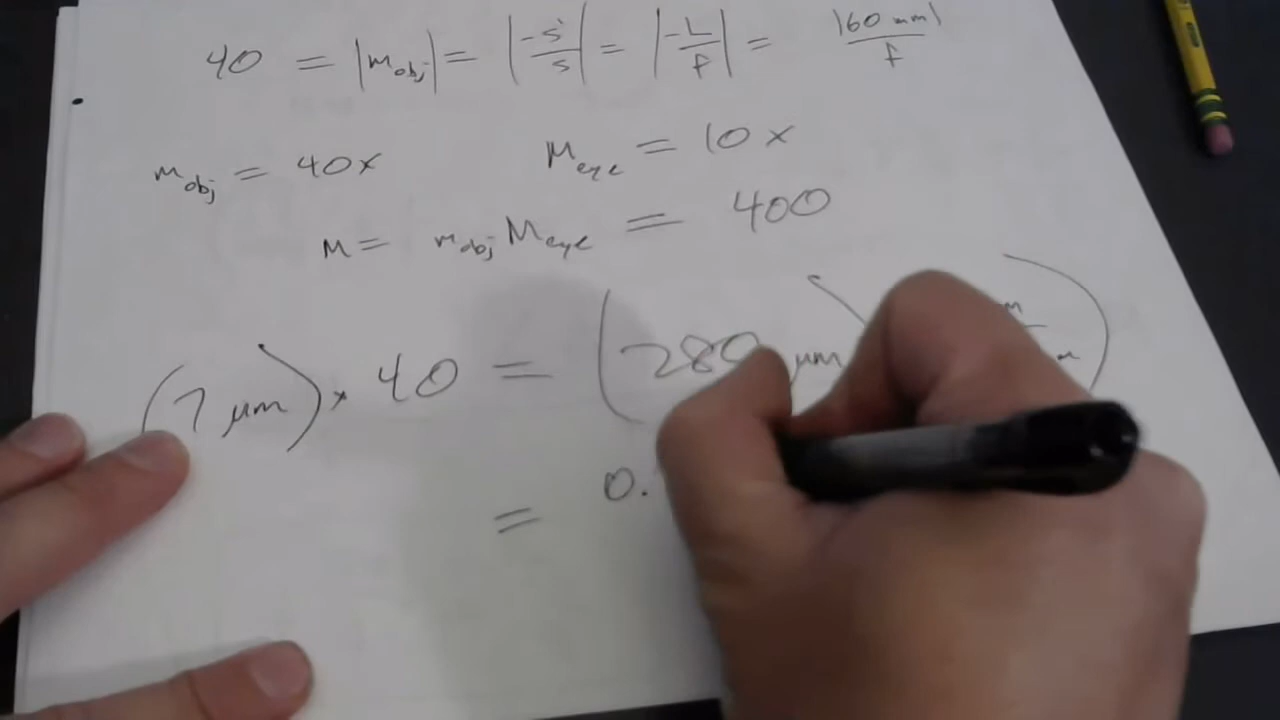 40 = |m_obj| = |-s'/s| = |-L/f| = 160 mm/f
m_obj = 40x M_eye = 10x
M = m_obj M_eye = 400
(7 μm) × 40 = (280 μm)
= 0.